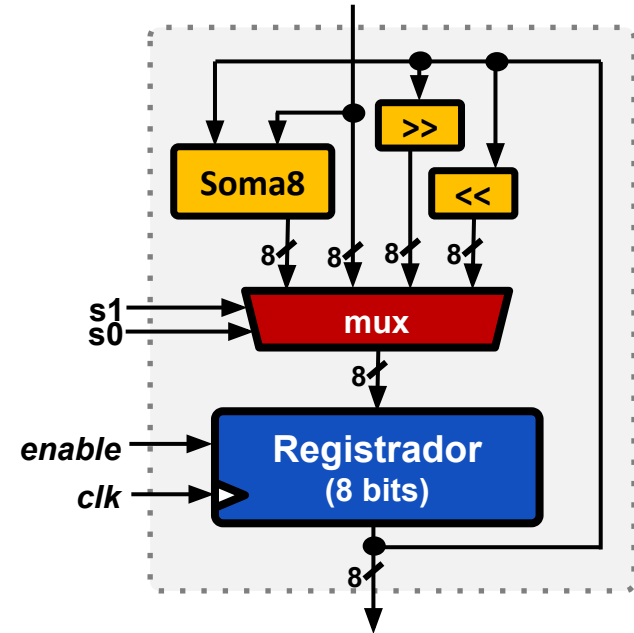 >>
Soma8
<<
8 8 8 8
s1
mux
s0
8
Registrador
enable
(8 bits)
clk
8